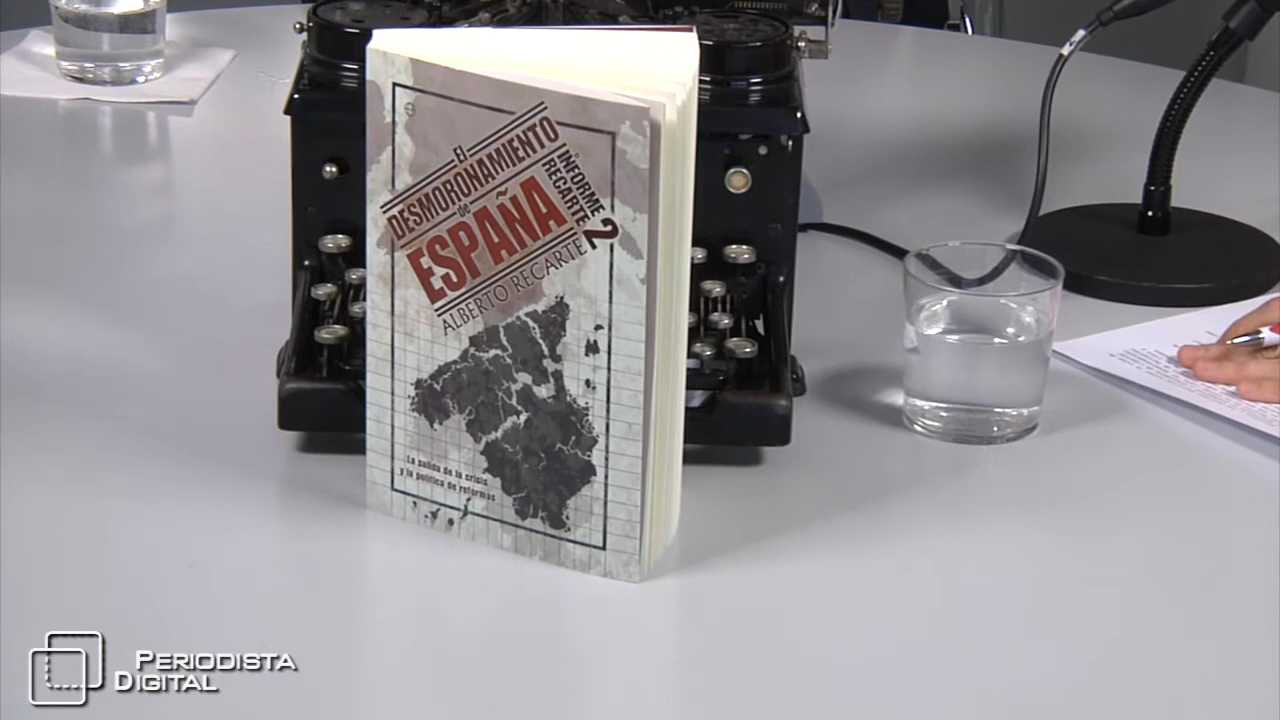 El
DESMORONAMIENTO
de
ESPAÑA
EL
INFORME
RECARTE
2
ALBERTO RECARTE
La salida de la crisis
y la política de reformas
PERIODISTA
DIGITAL